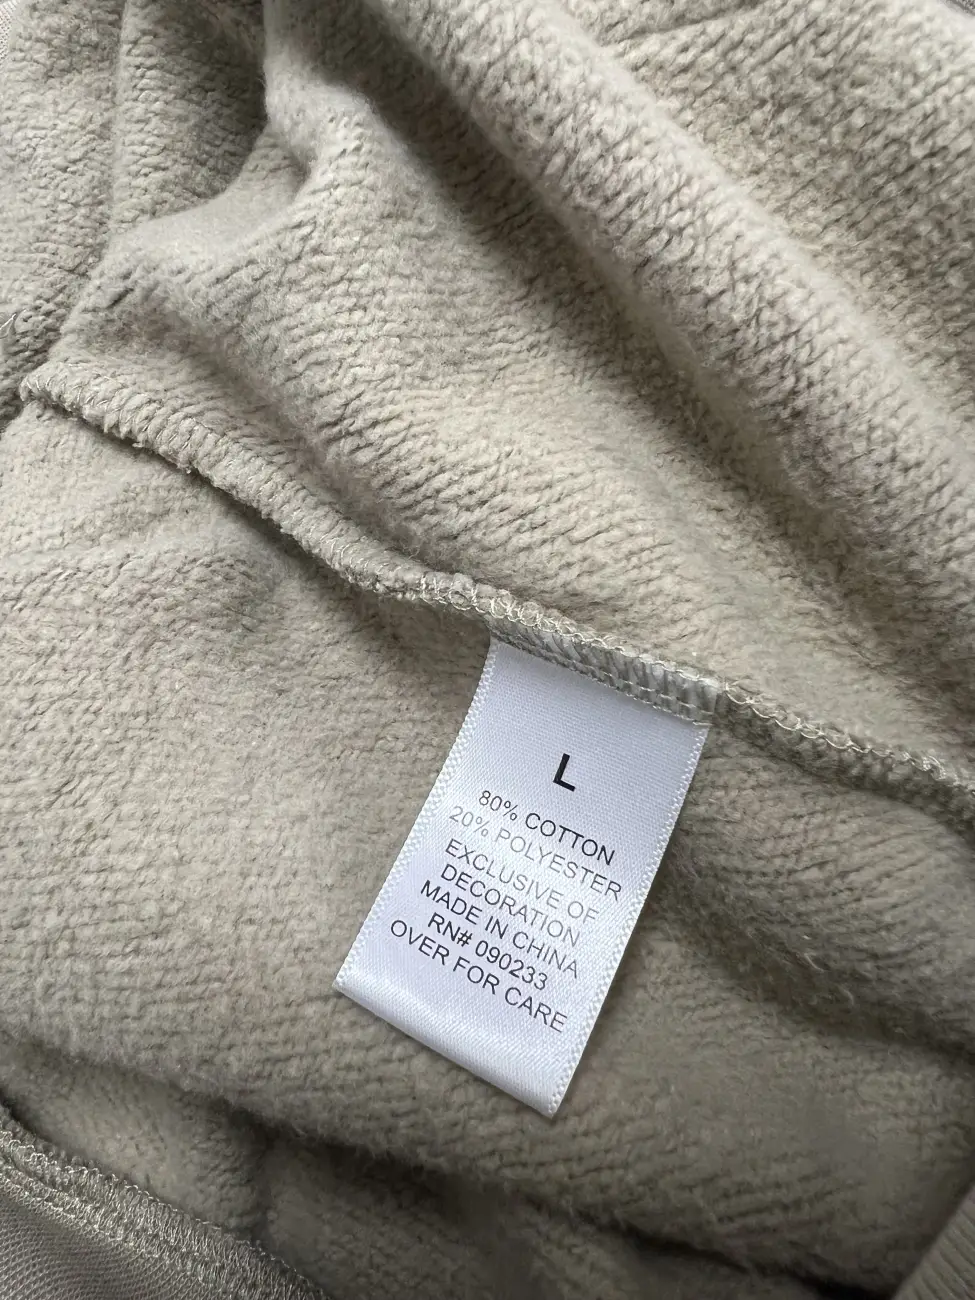 L
80% COTTON
20% POLYESTER
EXCLUSIVE OF
DECORATION
MADE IN CHINA
RN# 090233
OVER FOR CARE